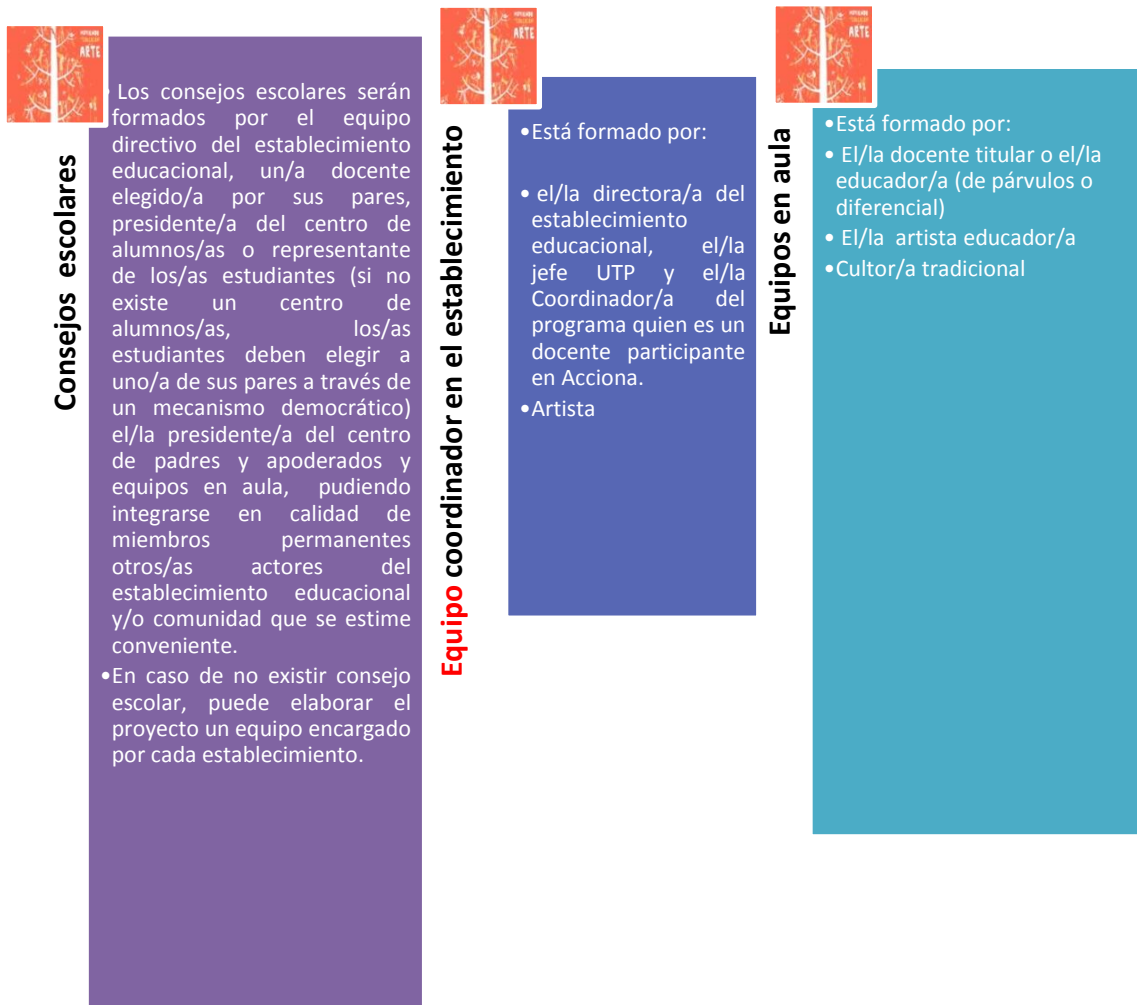 ARTE
Consejos escolares
• Los consejos escolares serán
formados por el equipo
directivo del establecimiento
educacional, un/a docente
elegido/a por sus pares,
presidente/a del centro de
alumnos/as o representante
de los/as estudiantes (si no
existe un centro de
alumnos/as, los/as
estudiantes deben elegir a
uno/a de sus pares a través de
un mecanismo democrático)
el/la presidente/a del centro
de padres y apoderados y
equipos en aula, pudiendo
integrarse en calidad de
miembros permanentes
otros/as actores del
establecimiento educacional
y/o comunidad que se estime
conveniente.
•En caso de no existir consejo
escolar, puede elaborar el
proyecto un equipo encargado
por cada establecimiento.
ARTE
Equipo coordinador en el establecimiento
•Está formado por:
• el/la directora/a del
establecimiento
educacional, el/la
jefe UTP y el/la
Coordinador/a del
programa quien es un
docente participante
en Acciona.
•Artista
ARTE
Equipos en aula
•Está formado por:
• El/la docente titular o el/la
educador/a (de párvulos o
diferencial)
• El/la artista educador/a
•Cultor/a tradicional